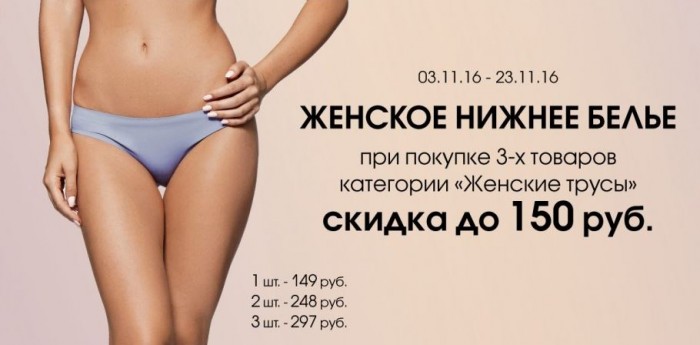 03.11.16 - 23.11.16
ЖЕНСКОЕ НИЖНЕЕ БЕЛЬЕ
при покупке 3-х товаров
категории «Женские трусы»
скидка до 150 руб.
1 шт. - 149 руб.
2 шт. - 248 руб.
3 шт. - 297 руб.